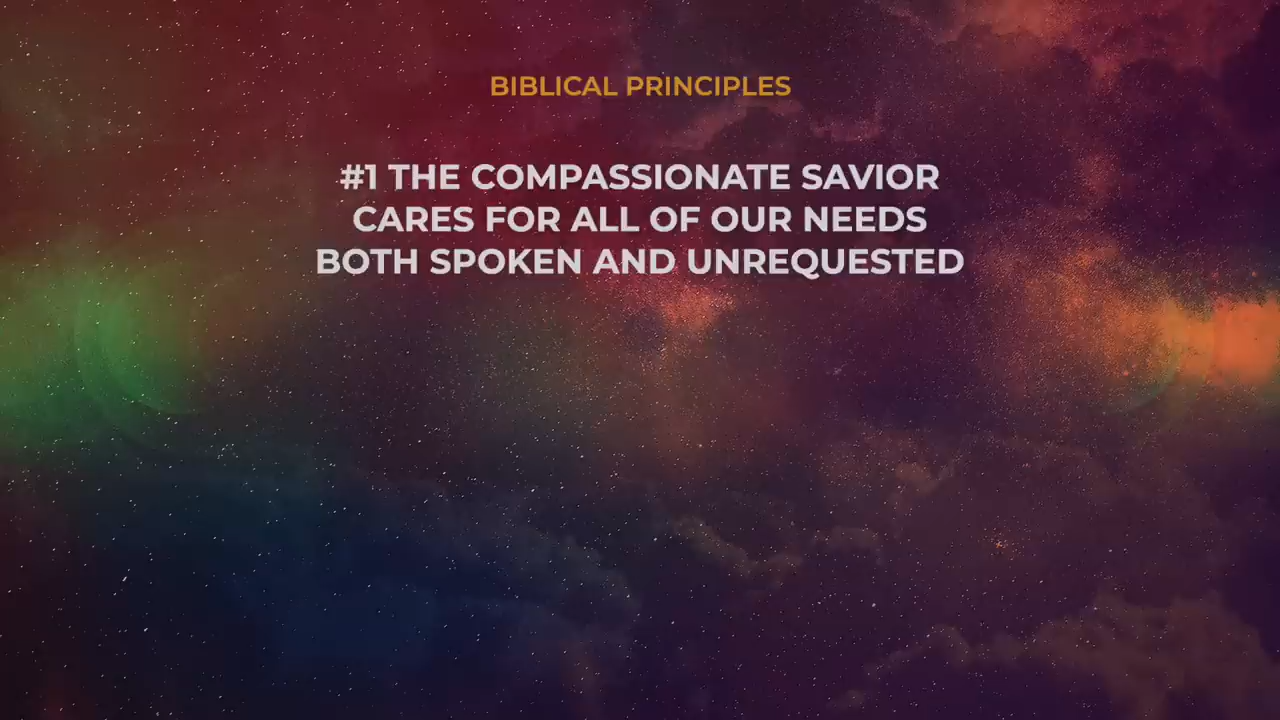 BIBLICAL PRINCIPLES
#1 THE COMPASSIONATE SAVIOR
CARES FOR ALL OF OUR NEEDS
BOTH SPOKEN AND UNREQUESTED